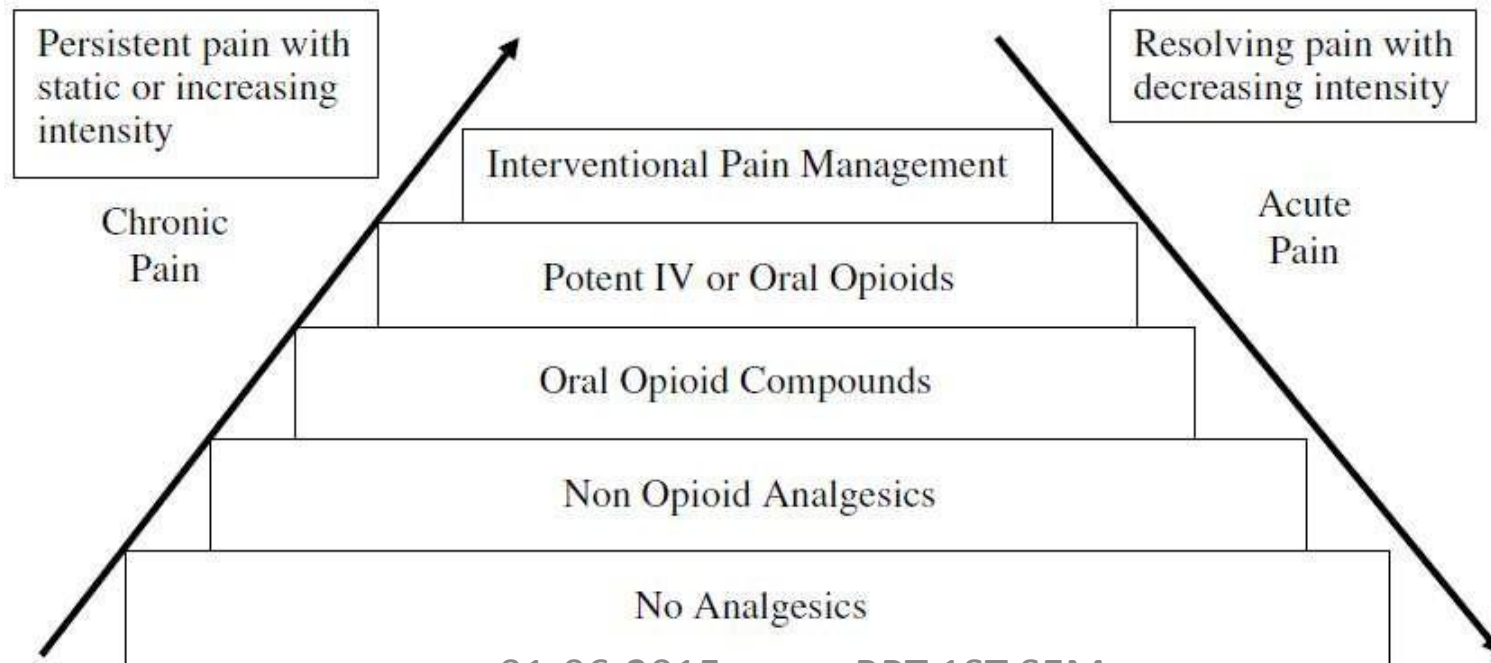 Persistent pain with
static or increasing
intensity
Resolving pain with
decreasing intensity
Chronic
Pain
Acute
Pain
Interventional Pain Management
Potent IV or Oral Opioids
Oral Opioid Compounds
Non Opioid Analgesics
No Analgesics